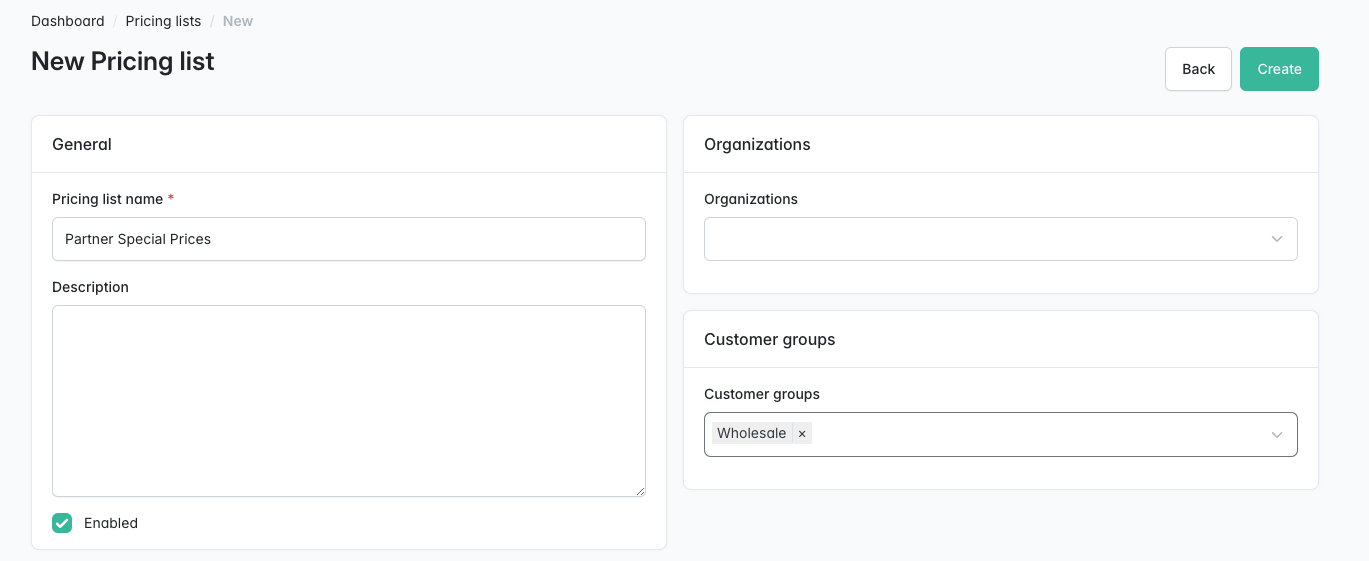 Dashboard / Pricing lists / New
New Pricing list
Back
Create
General
Pricing list name *
Partner Special Prices
Description
Enabled
Organizations
Organizations
Customer groups
Customer groups
Wholesale ×